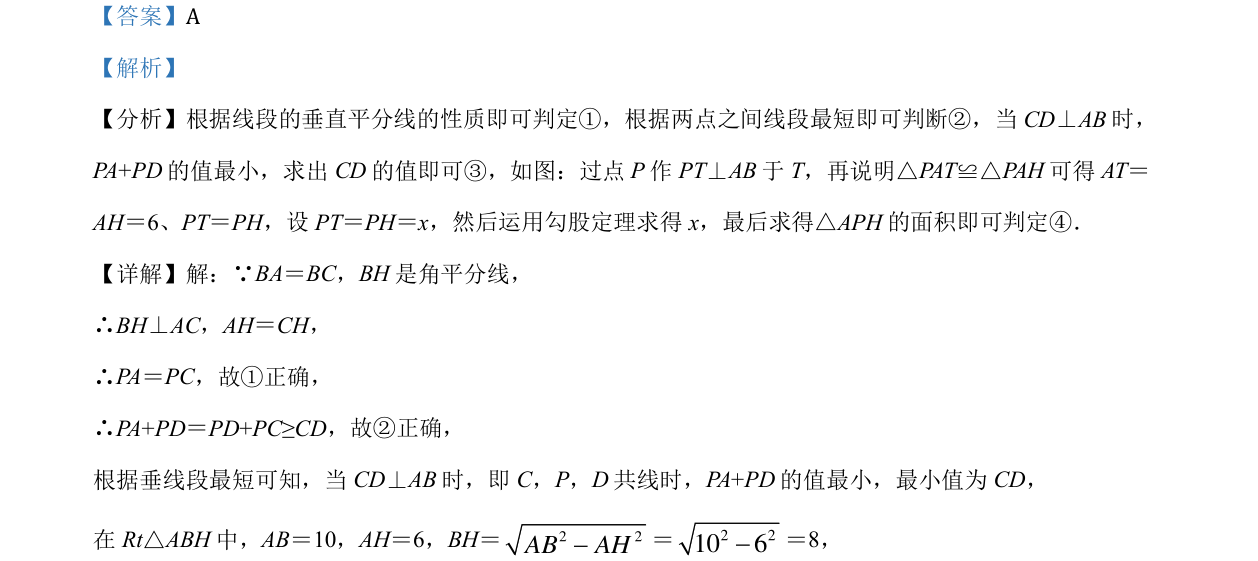 【答案】A
【解析】
【分析】根据线段的垂直平分线的性质即可判定①，根据两点之间线段最短即可判断②，当 CD⊥AB 时，
PA+PD 的值最小，求出 CD 的值即可③，如图：过点 P 作 PT⊥AB 于 T，再说明△PAT≌△PAH 可得 AT＝
AH＝6、PT＝PH，设 PT＝PH＝x，然后运用勾股定理求得 x，最后求得△APH 的面积即可判定④．
【详解】解：∵BA＝BC，BH 是角平分线，
∴BH⊥AC，AH＝CH，
∴PA＝PC，故①正确，
∴PA+PD＝PD+PC≥CD，故②正确，
根据垂线段最短可知，当 CD⊥AB 时，即 C，P，D 共线时，PA+PD 的值最小，最小值为 CD，
在 Rt△ABH 中，AB＝10，AH＝6，BH＝√(AB²－AH²)＝√(10²－6²)＝8，